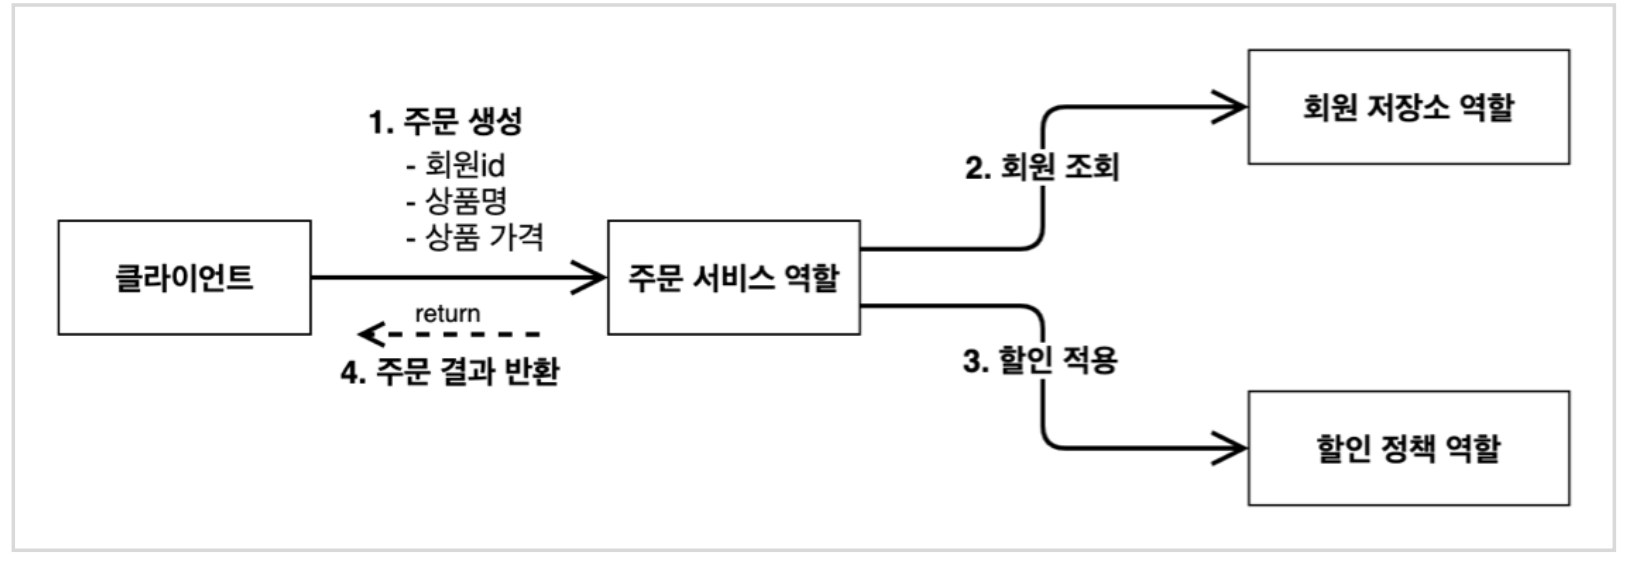 1. 주문 생성
- 회원id
- 상품명
- 상품 가격
클라이언트
주문 서비스 역할
return
4. 주문 결과 반환
2. 회원 조회
회원 저장소 역할
3. 할인 적용
할인 정책 역할